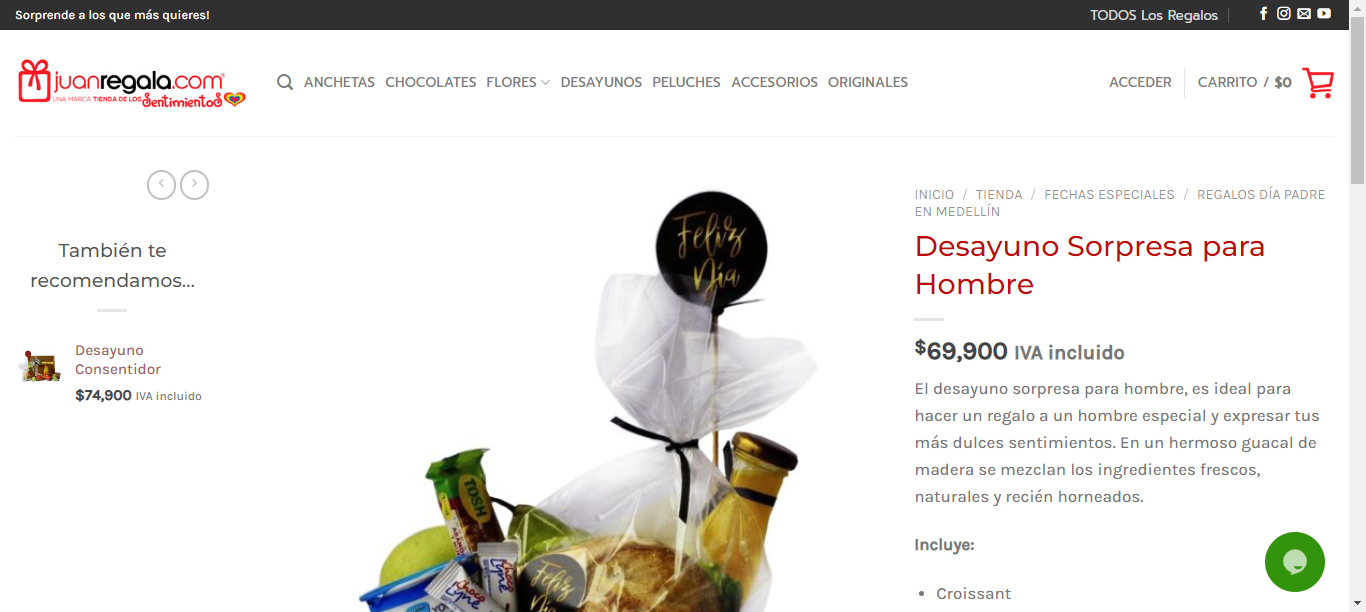 Sorprende a los que más quieres!
TODOS Los Regalos
juanregala.com®
UNA MARCA TIENDA DE LOS Sentimientos
ANCHETAS CHOCOLATES FLORES DESAYUNOS PELUCHES ACCESORIOS ORIGINALES
ACCEDER
CARRITO / $0
También te
recomendamos...
Desayuno
Consentidor
$74,900 IVA incluido
Feliz
Día
TOSH
Choco
Lyne
Choco
Lyne
Feliz
Día
INICIO / TIENDA / FECHAS ESPECIALES / REGALOS DÍA PADRE
EN MEDELLÍN
Desayuno Sorpresa para
Hombre
$69,900 IVA incluido
El desayuno sorpresa para hombre, es ideal para
hacer un regalo a un hombre especial y expresar tus
más dulces sentimientos. En un hermoso guacal de
madera se mezclan los ingredientes frescos,
naturales y recién horneados.
Incluye:
• Croissant